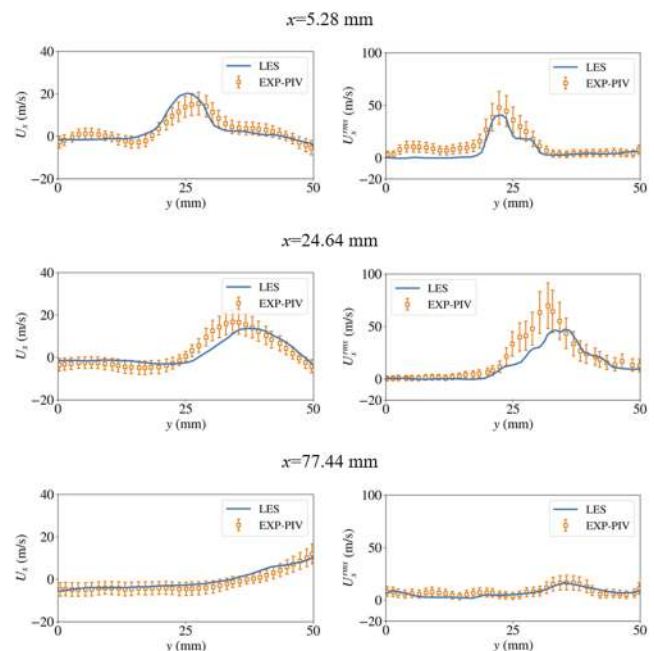 x=5.28 mm
40
20
0
−20
U_x (m/s)
LES
EXP-PIV
0
25
50
y (mm)
100
50
0
−20
U_x^rms (m/s)
LES
EXP-PIV
0
25
50
y (mm)
x=24.64 mm
40
20
0
−20
U_x (m/s)
LES
EXP-PIV
0
25
50
y (mm)
100
50
0
−20
U_x^rms (m/s)
LES
EXP-PIV
0
25
50
y (mm)
x=77.44 mm
40
20
0
−20
U_x (m/s)
LES
EXP-PIV
0
25
50
y (mm)
100
50
0
−20
U_x^rms (m/s)
LES
EXP-PIV
0
25
50
y (mm)